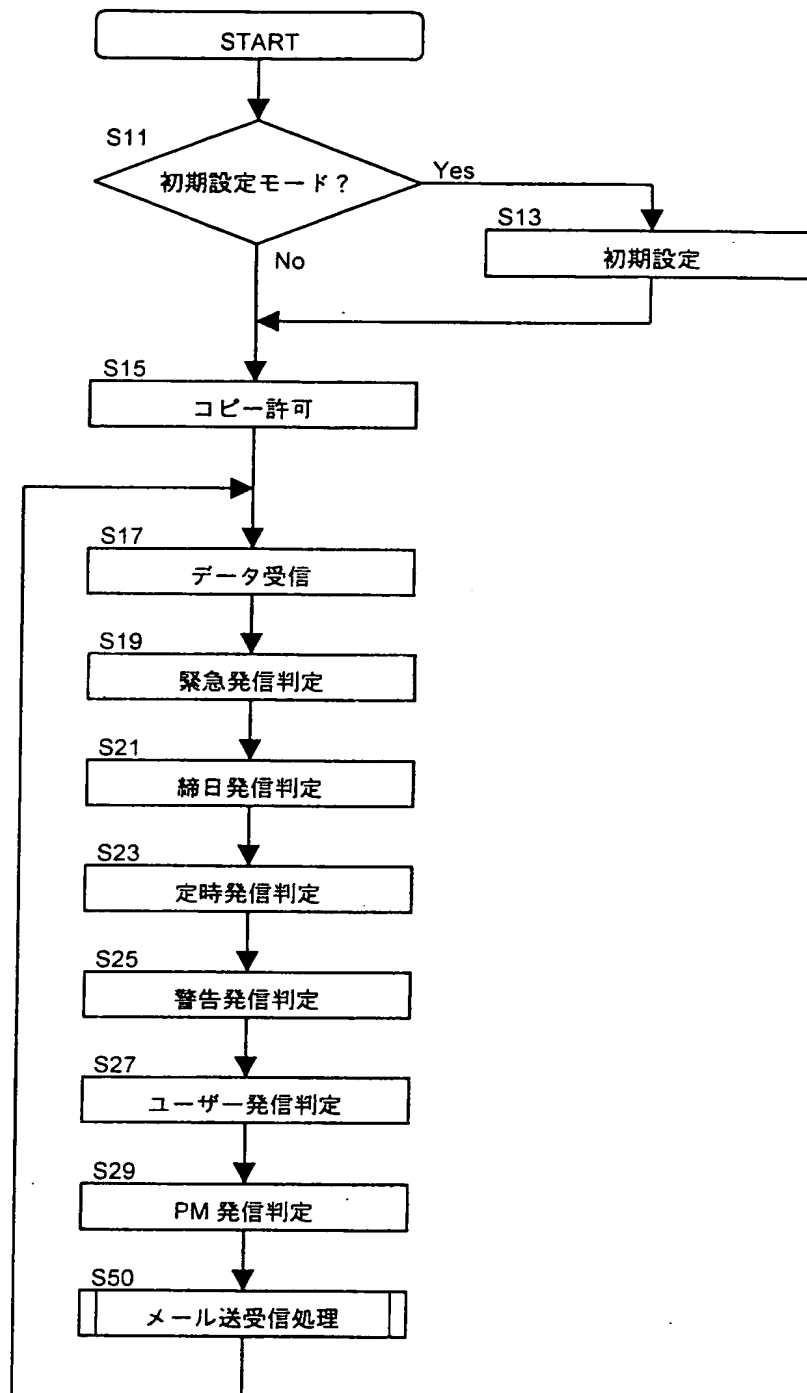 START
S11
初期設定モード?
Yes
S13
初期設定
No
S15
コピー許可
S17
データ受信
S19
緊急発信判定
S21
締日発信判定
S23
定時発信判定
S25
警告発信判定
S27
ユーザー発信判定
S29
PM 発信判定
S50
メール送受信処理